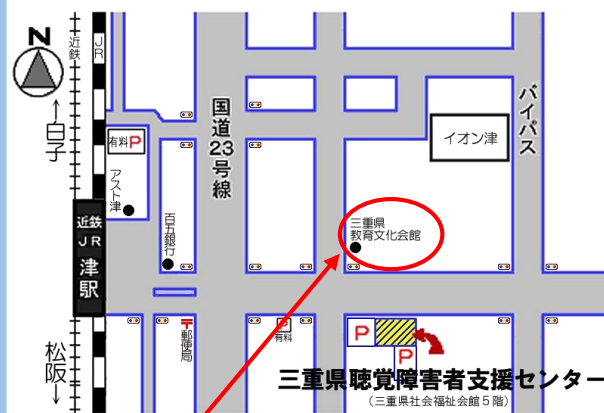 N
近鉄
JR
↑白子
国道23号線
バイパス
有料P
イオン津
アスト津
百五銀行
三重県
教育文化会館
近鉄
JR
津駅
〒郵便局
P
有料
P
P
松阪↓
三重県聴覚障害者支援センター
（三重県社会福祉会館５階）